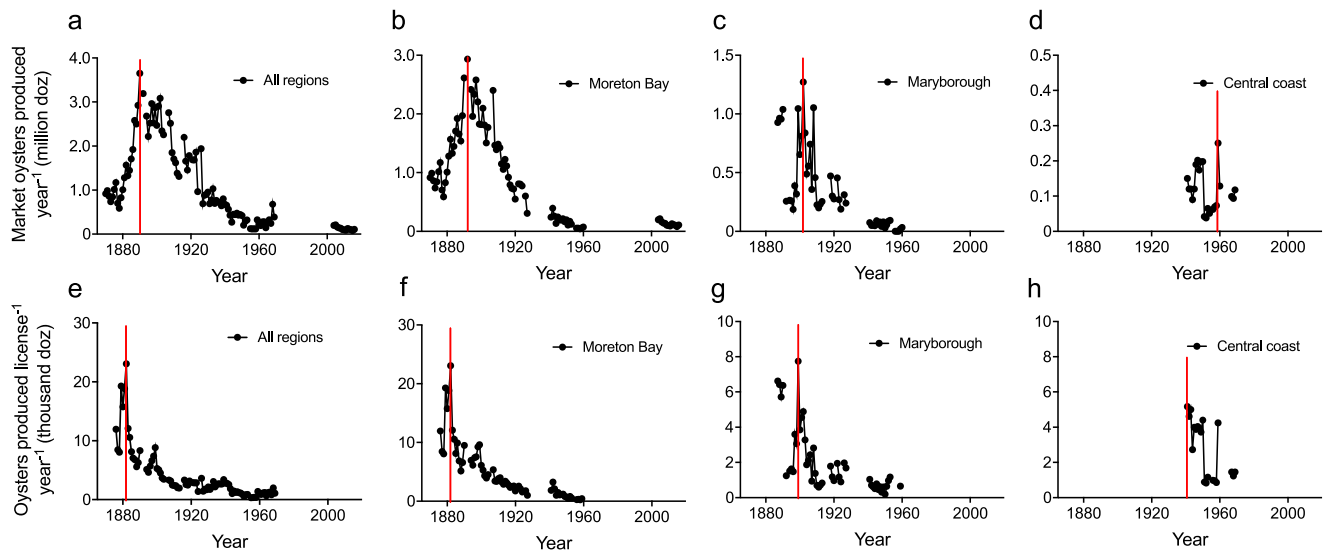 a
b
c
d
Market oysters produced
year-1 (million doz)
4.0
3.0
2.0
1.0
0.0
All regions
1880 1920 1960 2000
Year
3.0
2.0
1.0
0.0
Moreton Bay
1880 1920 1960 2000
Year
1.5
1.0
0.5
0
Maryborough
1880 1920 1960 2000
Year
0.5
0.4
0.3
0.2
0.1
0
Central coast
1880 1920 1960 2000
Year
e
f
g
h
Oysters produced license-1
year-1 (thousand doz)
30
20
10
0
All regions
1880 1920 1960 2000
Year
30
20
10
0
Moreton Bay
1880 1920 1960 2000
Year
10
8
6
4
2
0
Maryborough
1880 1920 1960 2000
Year
10
8
6
4
2
0
Central coast
1880 1920 1960 2000
Year